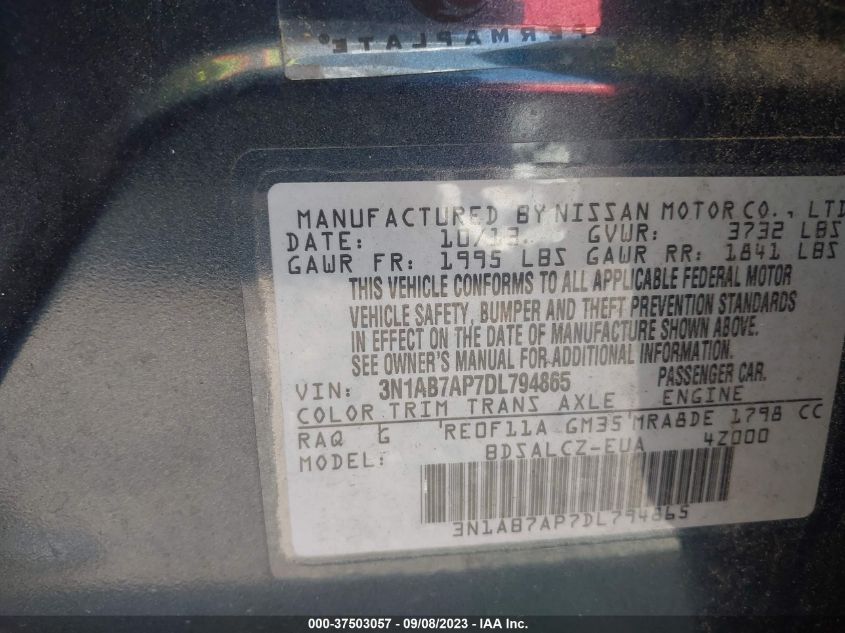 PERMAPLATE®
MANUFACTURED BY NISSAN MOTOR CO., LTD
DATE: 10/13 GVWR: 3732 LBS
GAWR FR: 1995 LBS GAWR RR: 1841 LBS
THIS VEHICLE CONFORMS TO ALL APPLICABLE FEDERAL MOTOR
VEHICLE SAFETY, BUMPER AND THEFT PREVENTION STANDARDS
IN EFFECT ON THE DATE OF MANUFACTURE SHOWN ABOVE.
SEE OWNER'S MANUAL FOR ADDITIONAL INFORMATION.
VIN: 3N1AB7AP7DL794865 PASSENGER CAR.
COLOR TRIM TRANS AXLE ENGINE
RAQ G RE0F11A GM35 MRA8DE 1798 CC
MODEL: BDSALCZ-EUA 4Z000
3N1AB7AP7DL794865
000-37503057 - 09/08/2023 - IAA Inc.